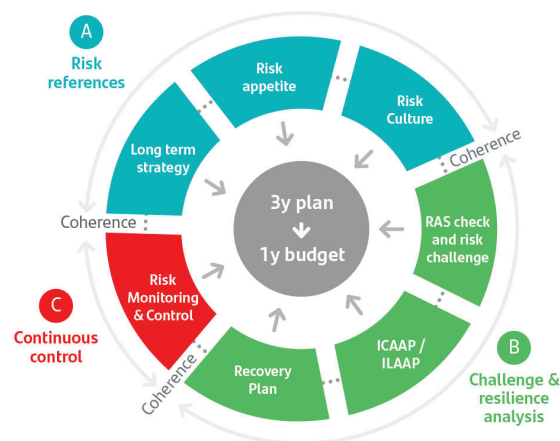 A
Risk
references
Risk
appetite
Risk
Culture
Long term
strategy
Coherence
Coherence
3y plan
1y budget
RAS check
and risk
challenge
Risk
Monitoring
& Control
C
Continuous
control
Coherence
Recovery
Plan
ICAAP /
ILAAP
B
Challenge &
resilience
analysis